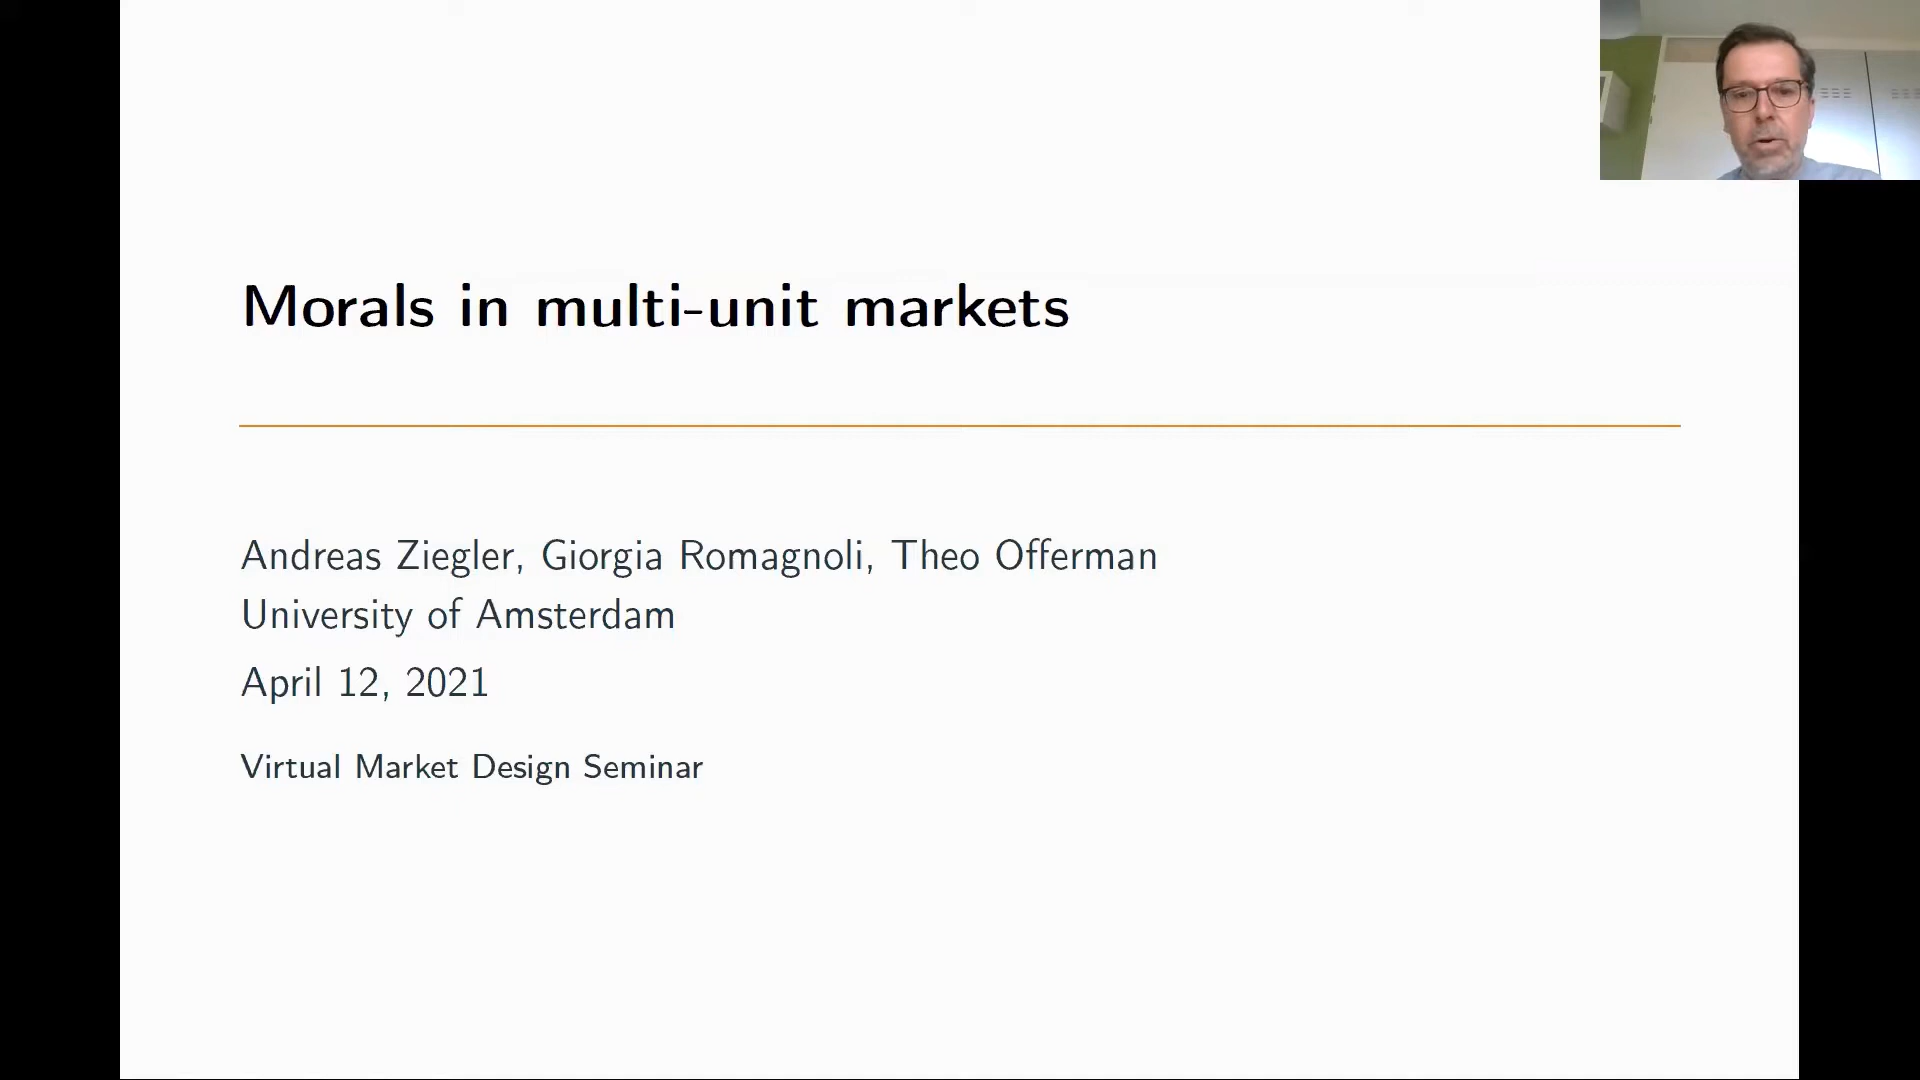 Morals in multi-unit markets
Andreas Ziegler, Giorgia Romagnoli, Theo Offerman
University of Amsterdam
April 12, 2021
Virtual Market Design Seminar